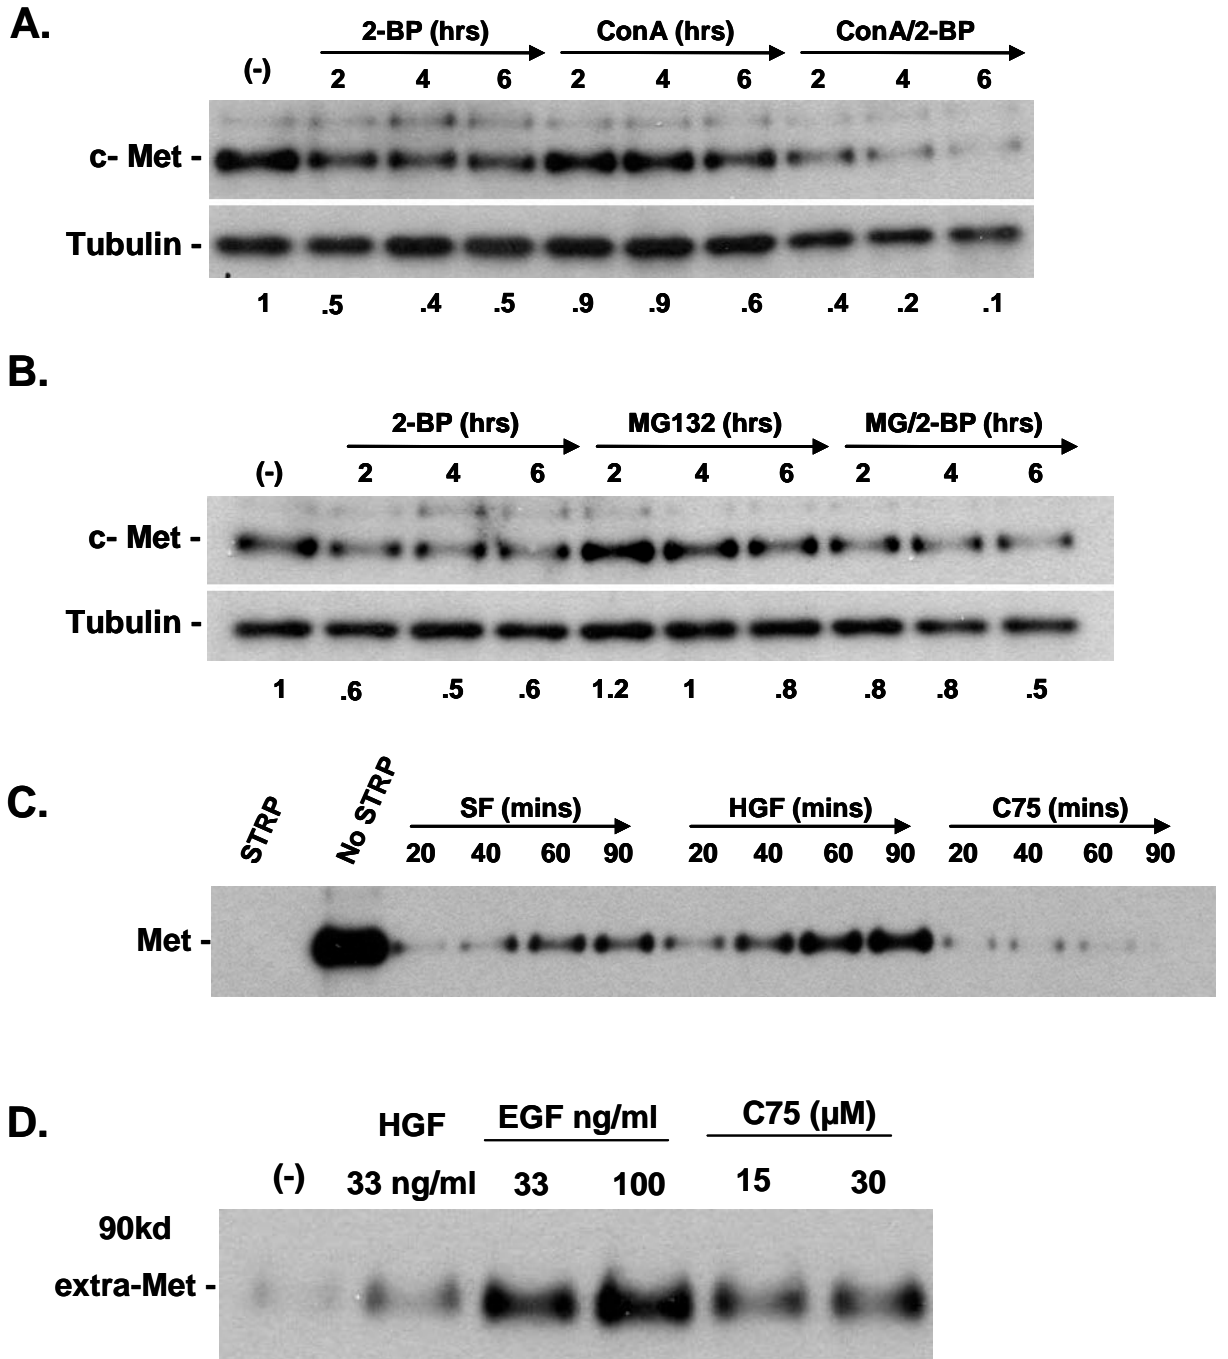 A.
2-BP (hrs) ConA (hrs) ConA/2-BP
(-) 2 4 6 2 4 6 2 4 6
c- Met -
Tubulin -
1 .5 .4 .5 .9 .9 .6 .4 .2 .1
B.
2-BP (hrs) MG132 (hrs) MG/2-BP (hrs)
(-) 2 4 6 2 4 6 2 4 6
c- Met -
Tubulin -
1 .6 .5 .6 1.2 1 .8 .8 .8 .5
C.
STRP No STRP SF (mins) HGF (mins) C75 (mins)
20 40 60 90 20 40 60 90 20 40 60 90
Met -
D.
HGF EGF ng/ml C75 (µM)
(-) 33 ng/ml 33 100 15 30
90kd
extra-Met -